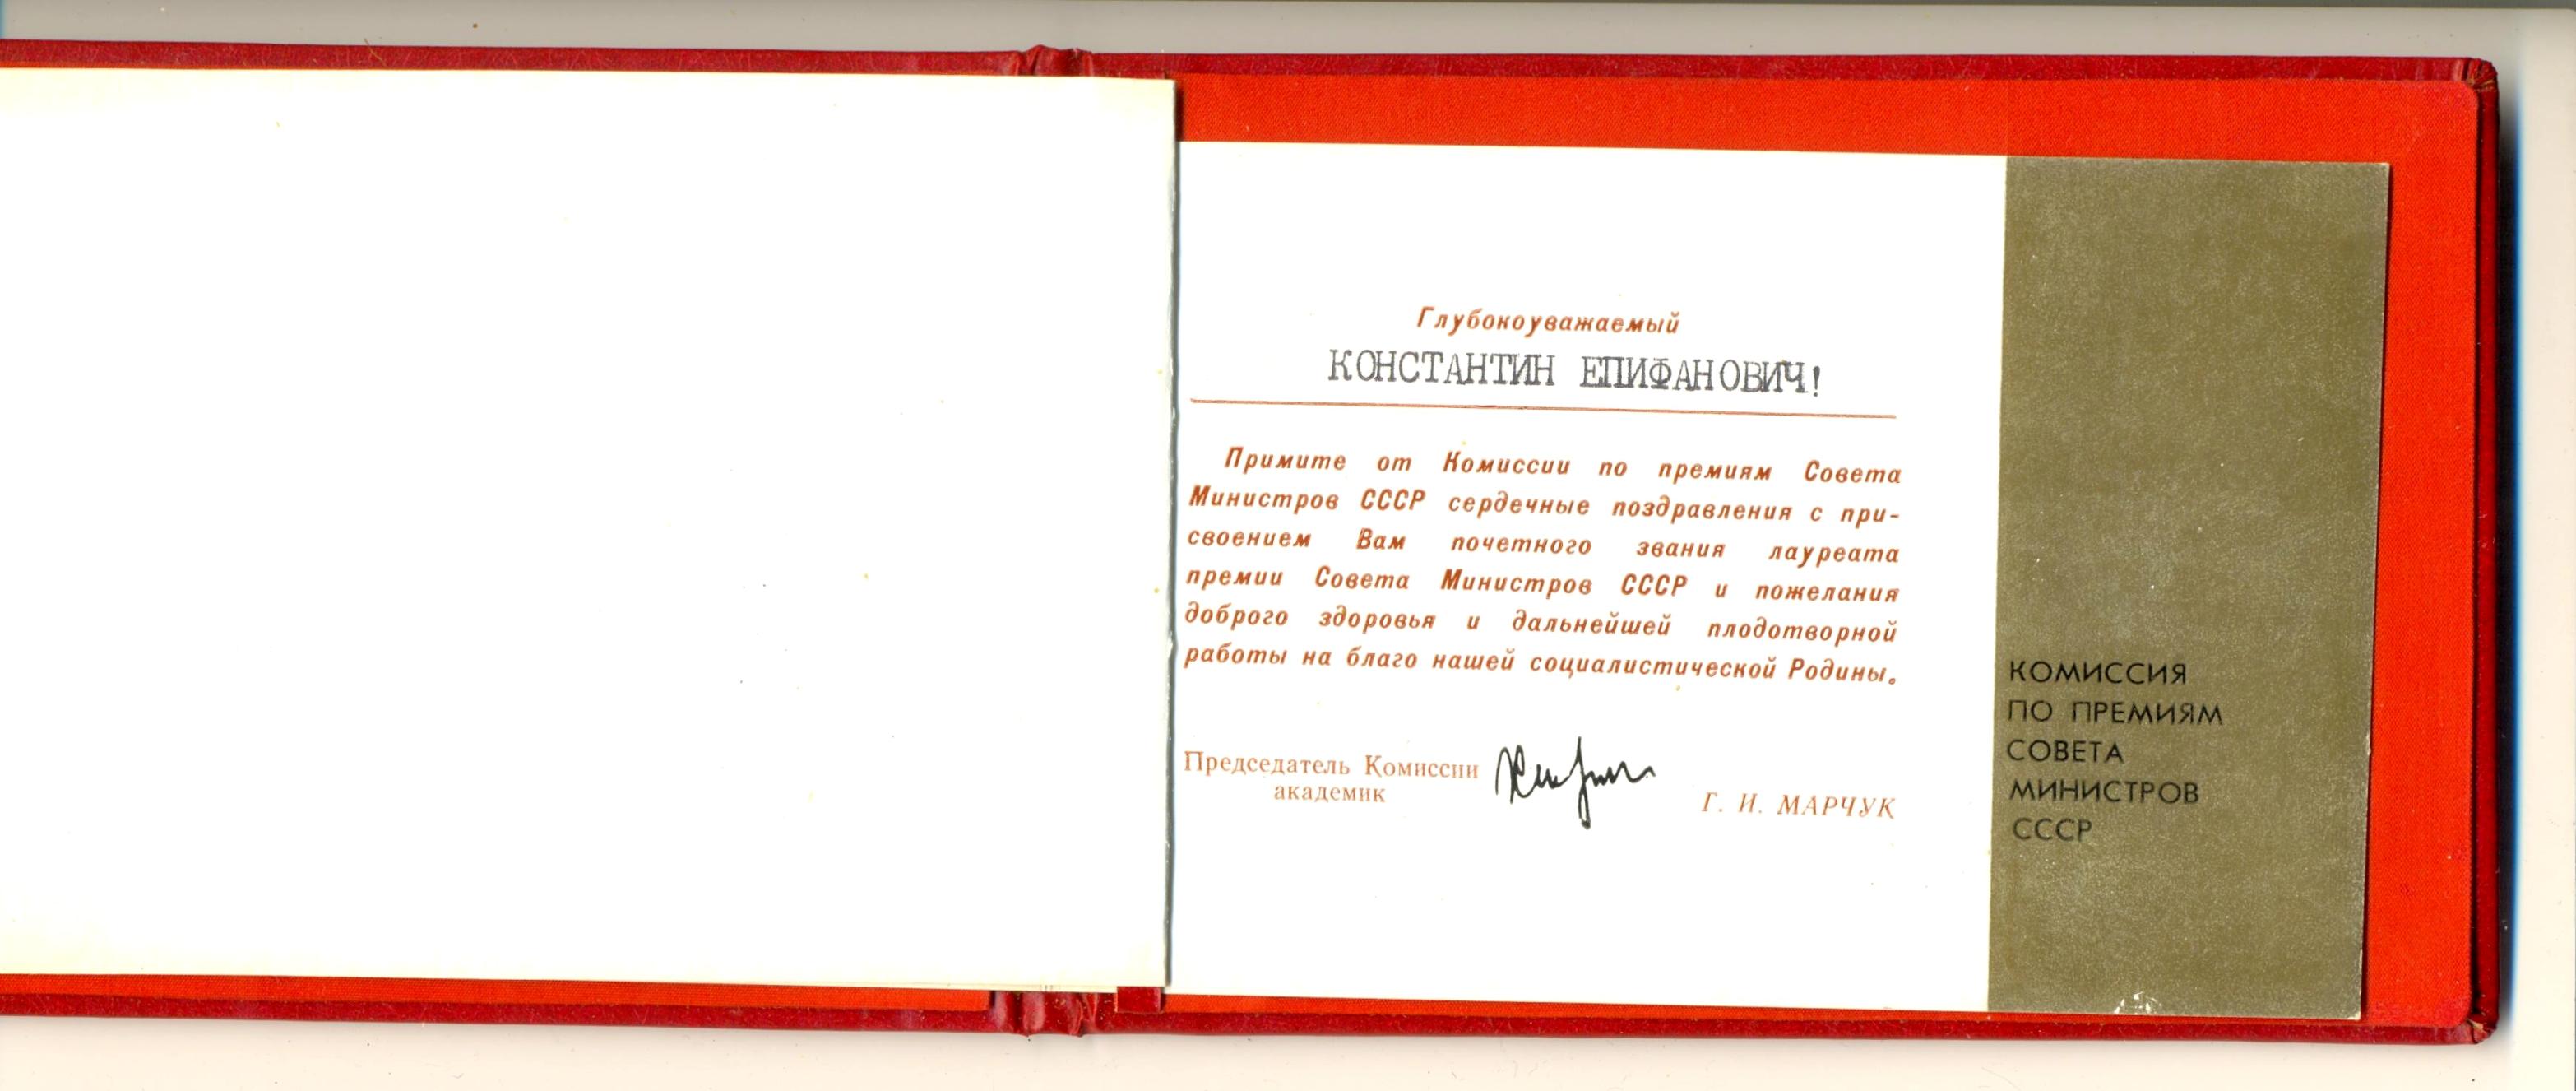 Глубокоуважаемый
КОНСТАНТИН ЕПИФАНОВИЧ!
Примите от Комиссии по премиям Совета
Министров СССР сердечные поздравления с при-
своением Вам почетного звания лауреата
премии Совета Министров СССР и пожелания
доброго здоровья и дальнейшей плодотворной
работы на благо нашей социалистической Родины.
Председатель Комиссии
академик
Г. И. МАРЧУК
КОМИССИЯ
ПО ПРЕМИЯМ
СОВЕТА
МИНИСТРОВ
СССР